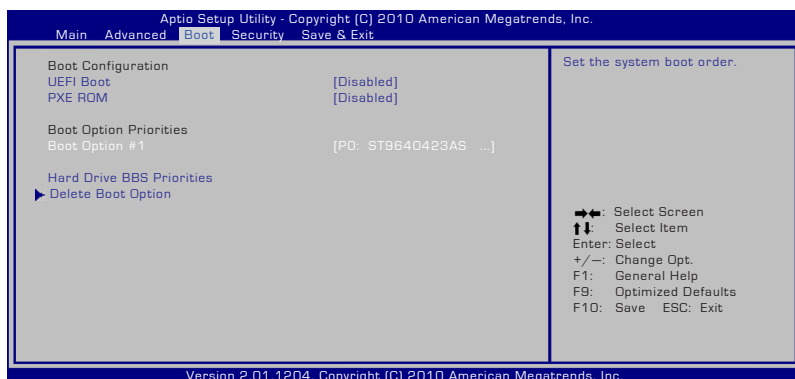 Aptio Setup Utility - Copyright (C) 2010 American Megatrends, Inc.
Main Advanced Boot Security Save & Exit
Boot Configuration
UEFI Boot [Disabled]
PXE ROM [Disabled]
Boot Option Priorities
Boot Option #1 [P0: ST9640423AS ...]
Hard Drive BBS Priorities
Delete Boot Option
Set the system boot order.
→←: Select Screen
↑↓: Select Item
Enter: Select
+/—: Change Opt.
F1: General Help
F9: Optimized Defaults
F10: Save ESC: Exit
Version 2.01.1204. Copyright (C) 2010 American Megatrends, Inc.